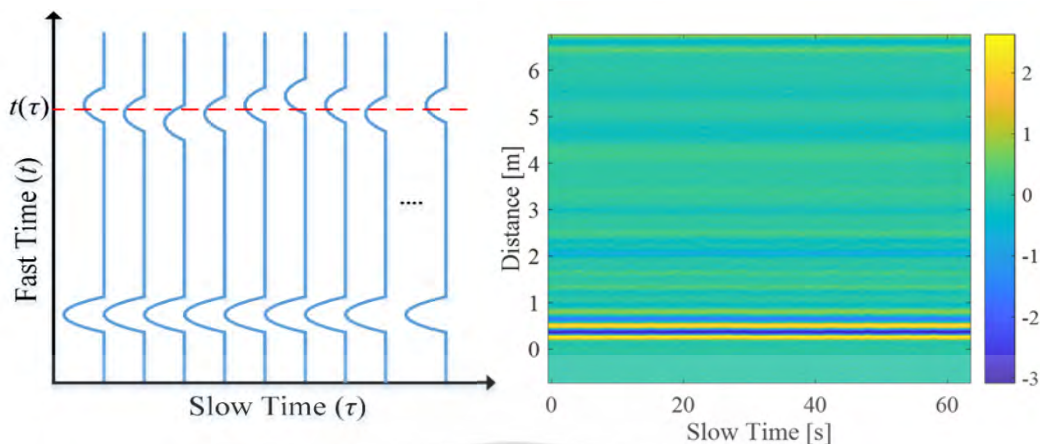 t(τ)
Fast Time (t)
....
Slow Time (τ)
Distance [m]
6
5
4
3
2
1
0
0 20 40 60
Slow Time [s]
2
1
0
-1
-2
-3